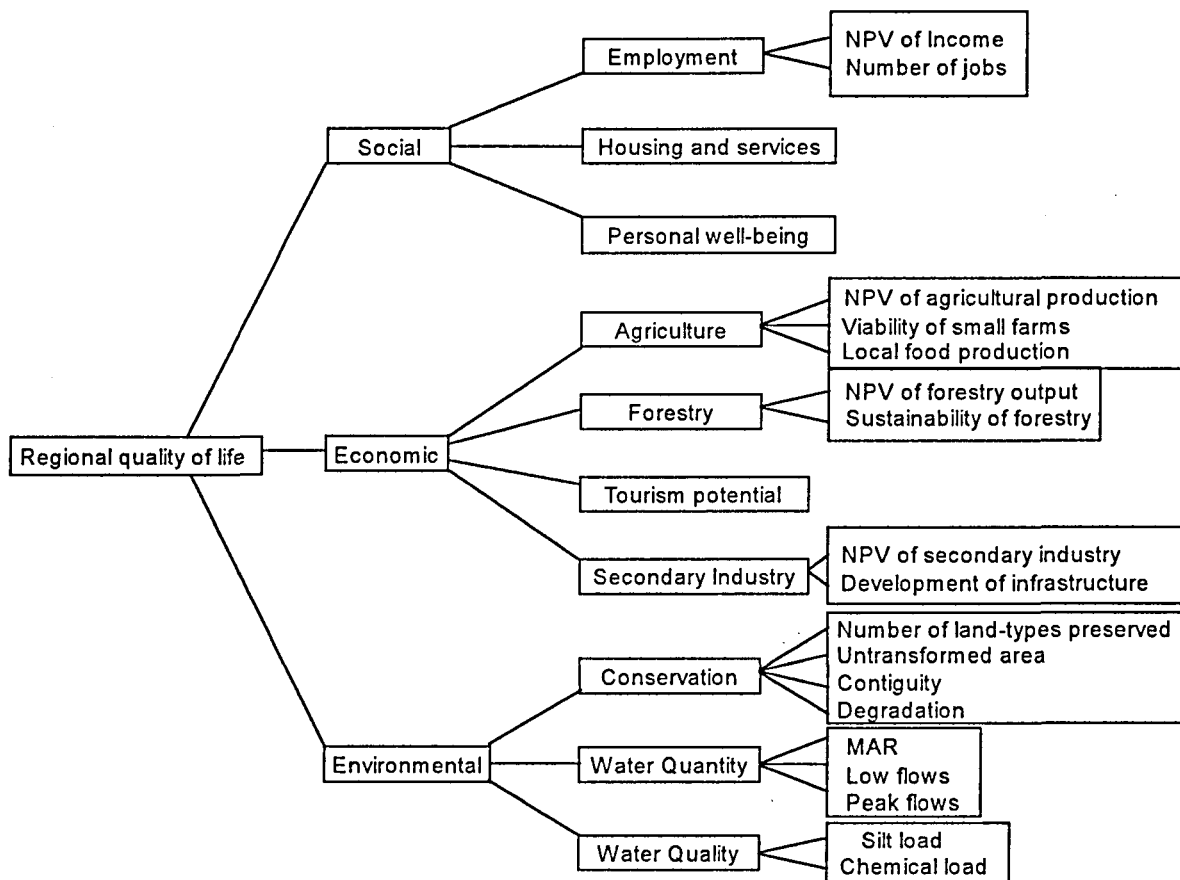 NPV of Income
Employment
Number of jobs
Social
Housing and services
Personal well-being
NPV of agricultural production
Agriculture
Viability of small farms
Local food production
NPV of forestry output
Forestry
Sustainability of forestry
Regional quality of life
Economic
Tourism potential
NPV of secondary industry
Secondary Industry
Development of infrastructure
Number of land-types preserved
Untransformed area
Conservation
Contiguity
Degradation
Environmental
Water Quantity
MAR
Low flows
Peak flows
Silt load
Water Quality
Chemical load